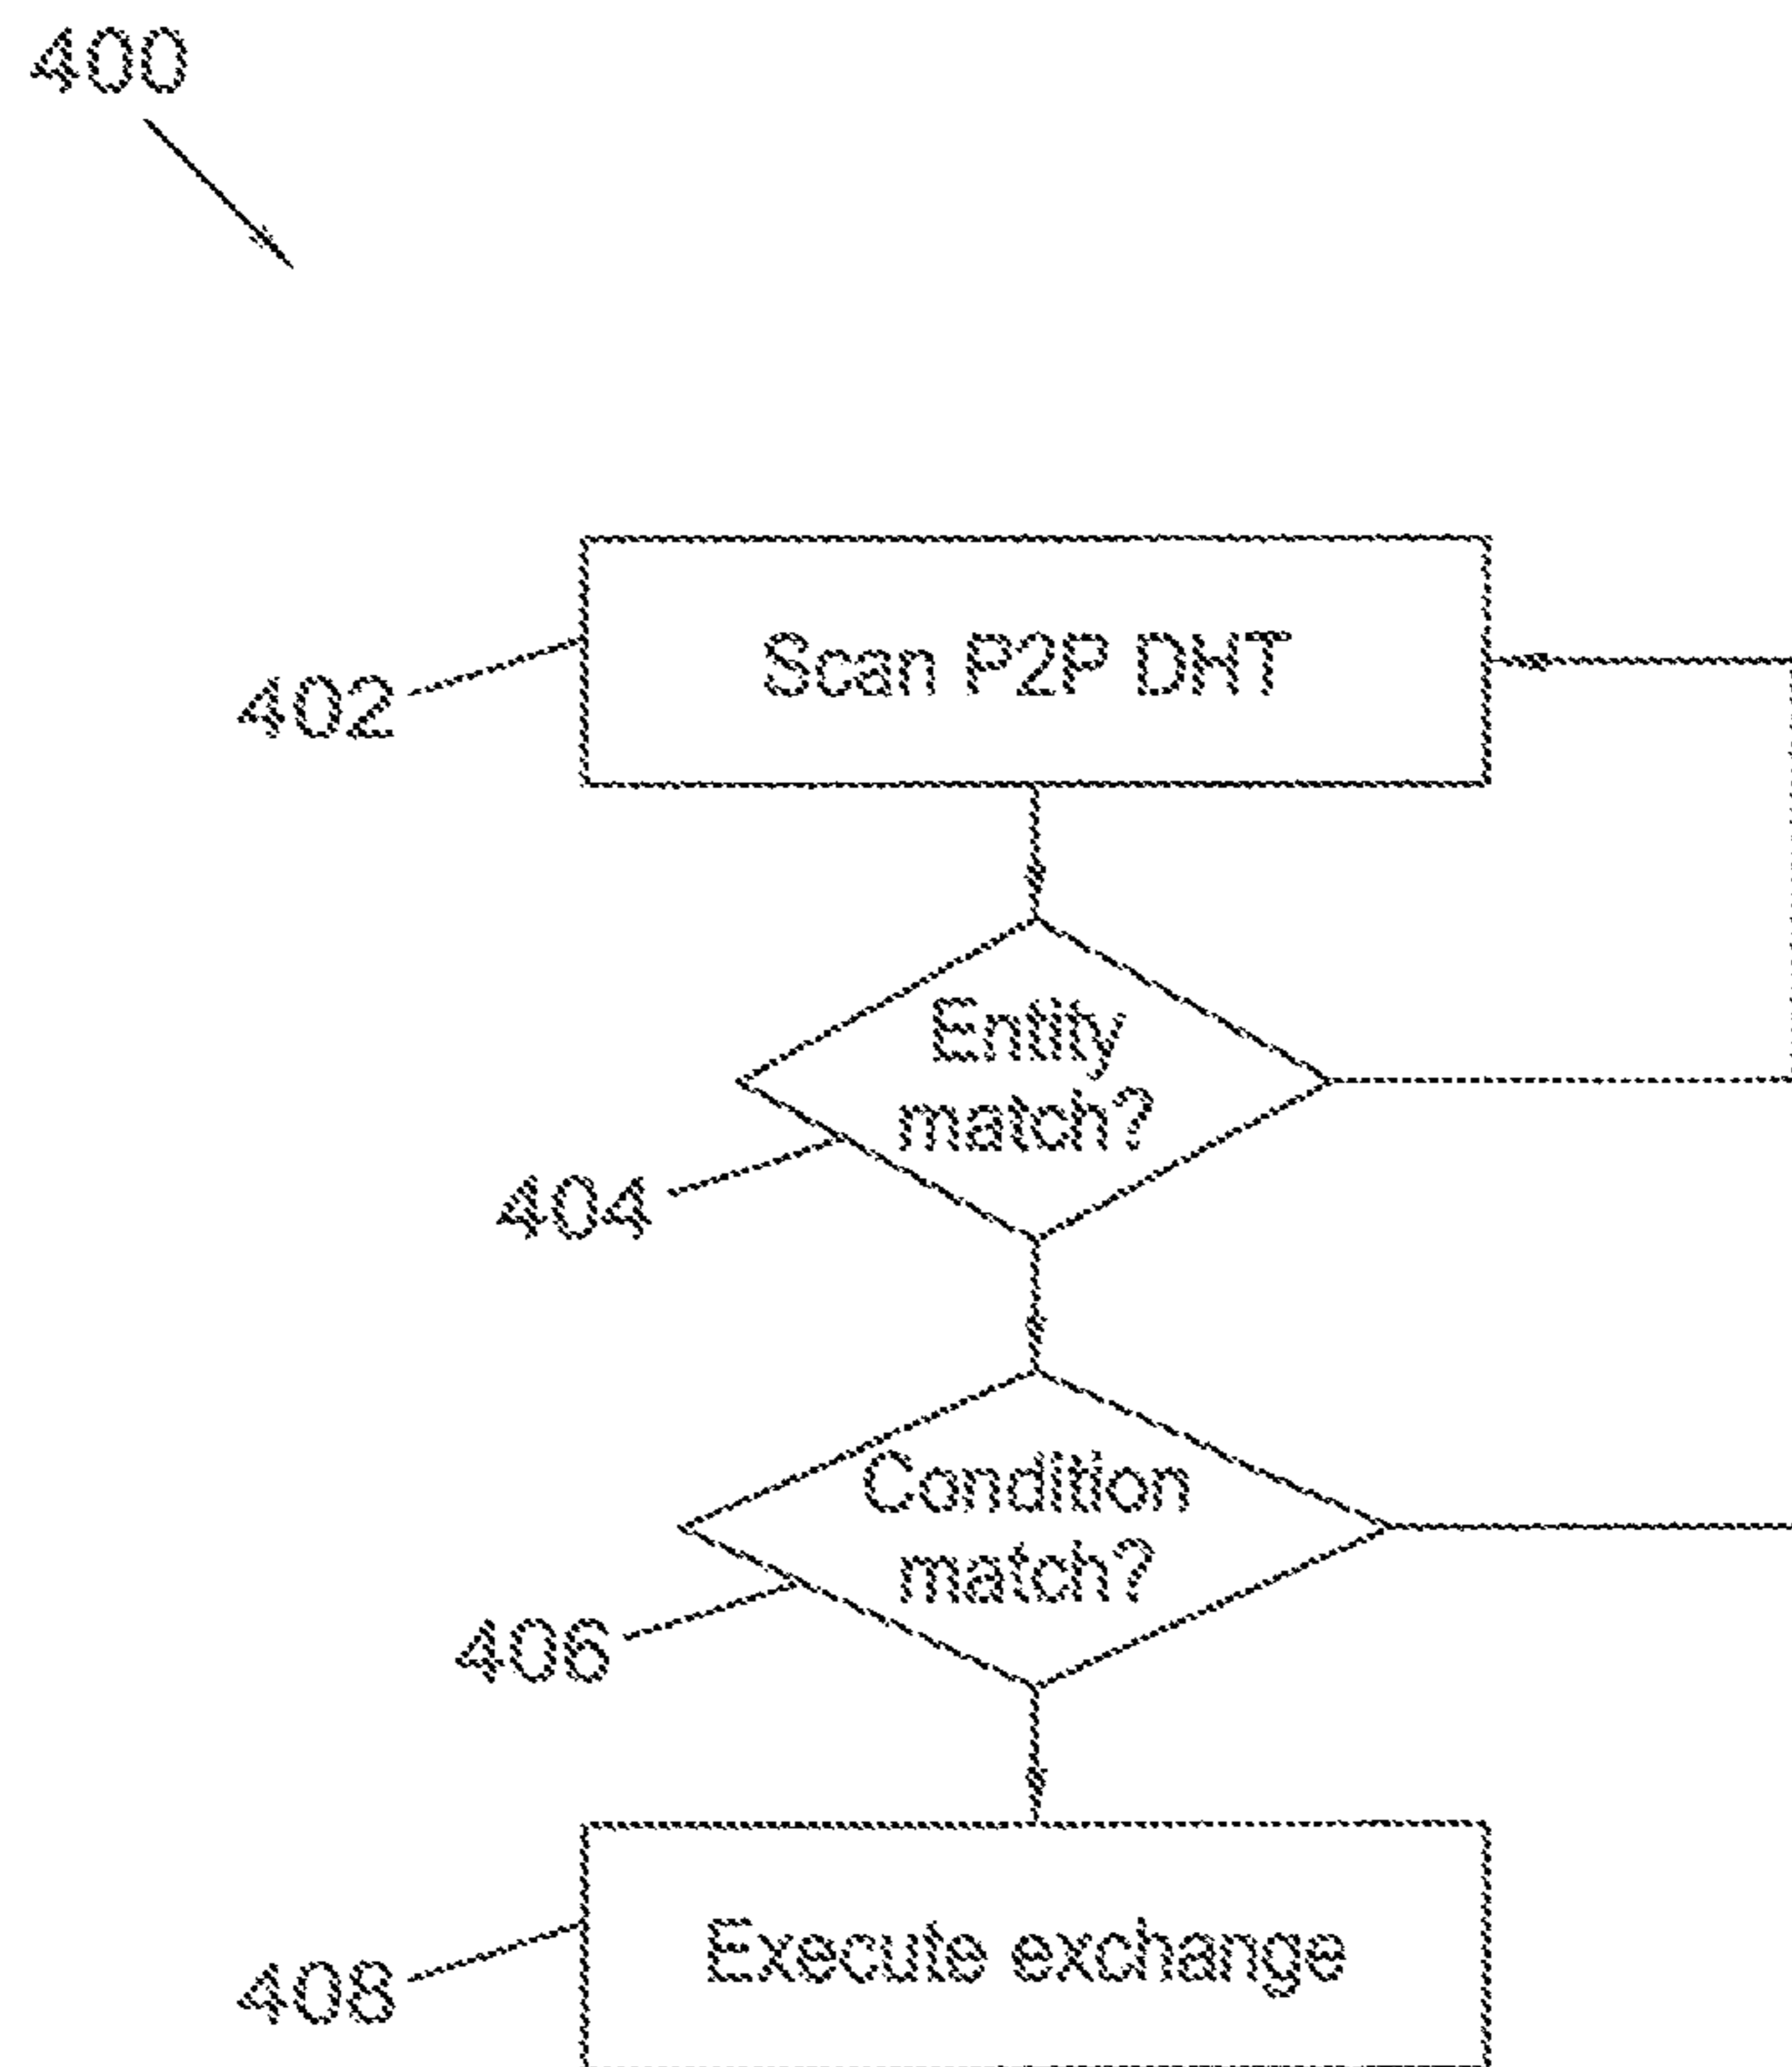 400
Scan P2P DHT
402
Entity
match?
404
Condition
match?
406
Execute exchange
408